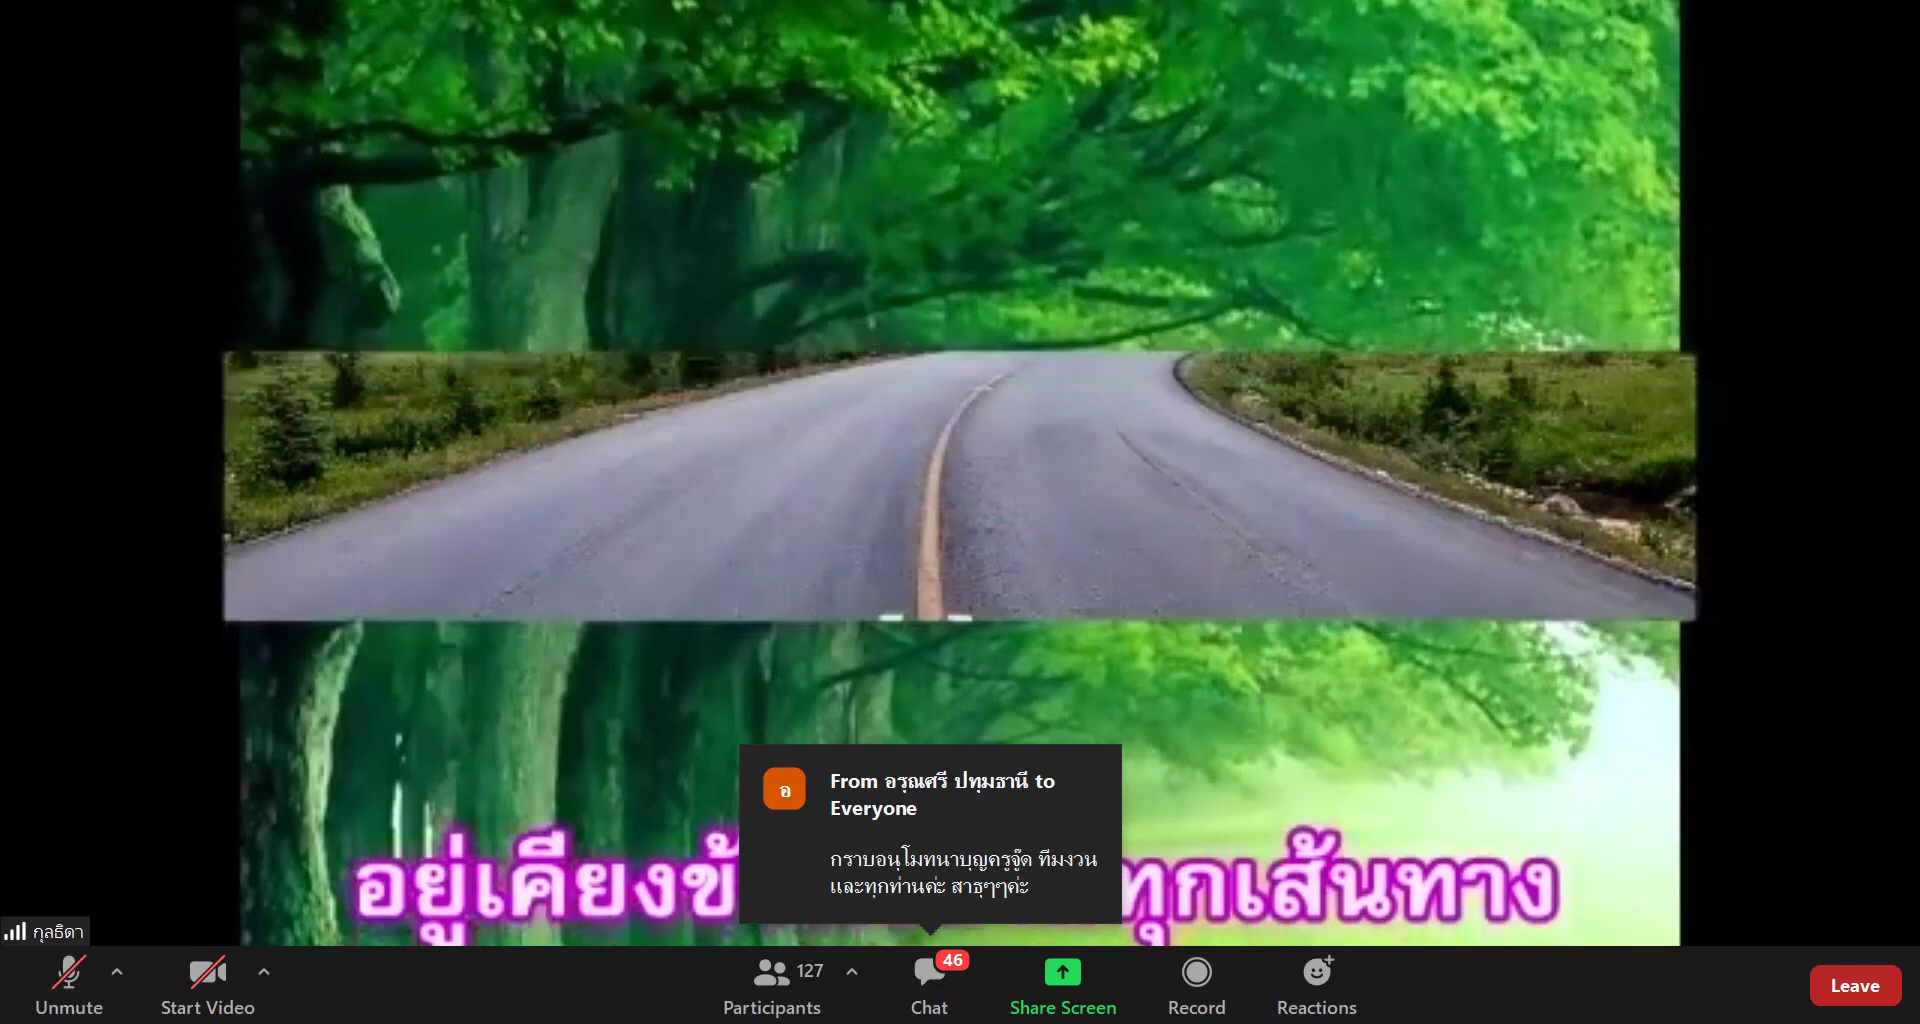 From อรุณศรี ปทุมธานี to
Everyone
อ
กราบอนุโมทนาบุญครูจู๊ด ทีมงวน
และทุกท่านค่ะ สาธุๆๆค่ะ
อยู่เคียงข้ ทุกเส้นทาง
กุลธิดา
127
46
Unmute
Start Video
Participants
Chat
Share Screen
Record
Reactions
Leave